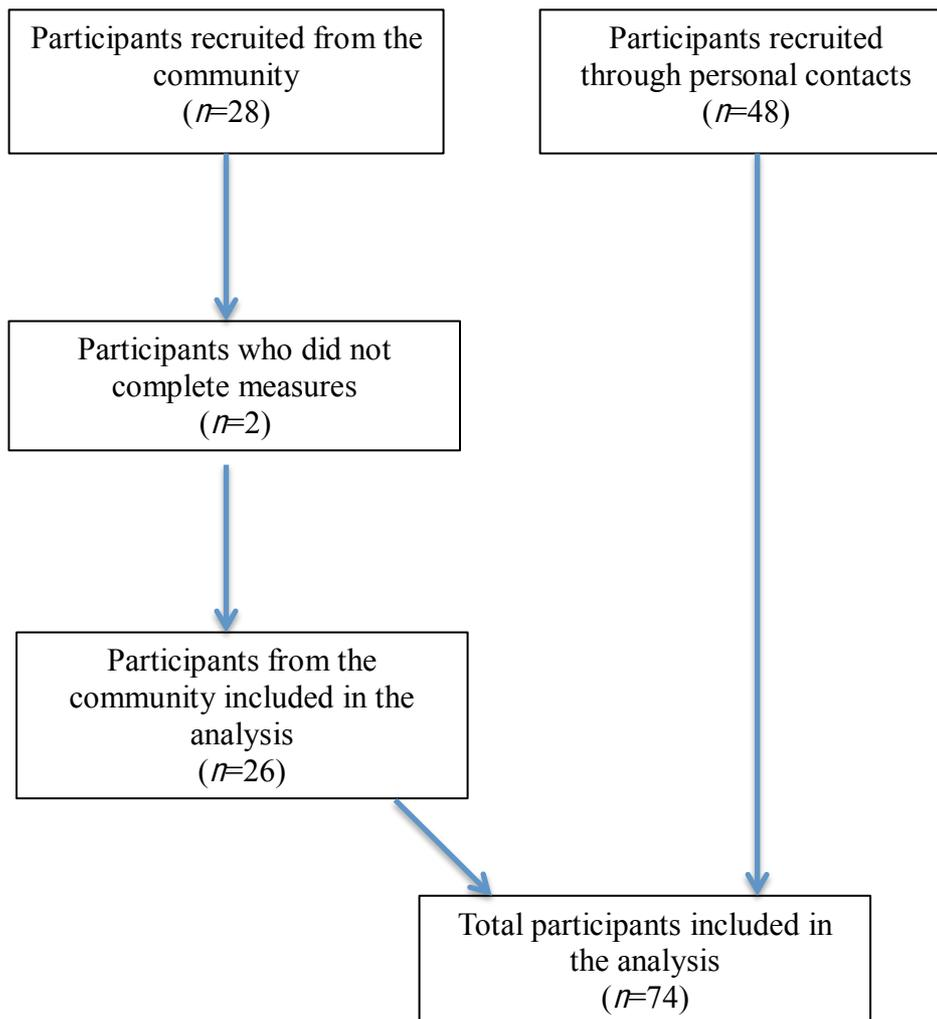 Participants recruited from the
community
(n=28)
Participants recruited
through personal contacts
(n=48)
Participants who did not
complete measures
(n=2)
Participants from the
community included in the
analysis
(n=26)
Total participants included in
the analysis
(n=74)